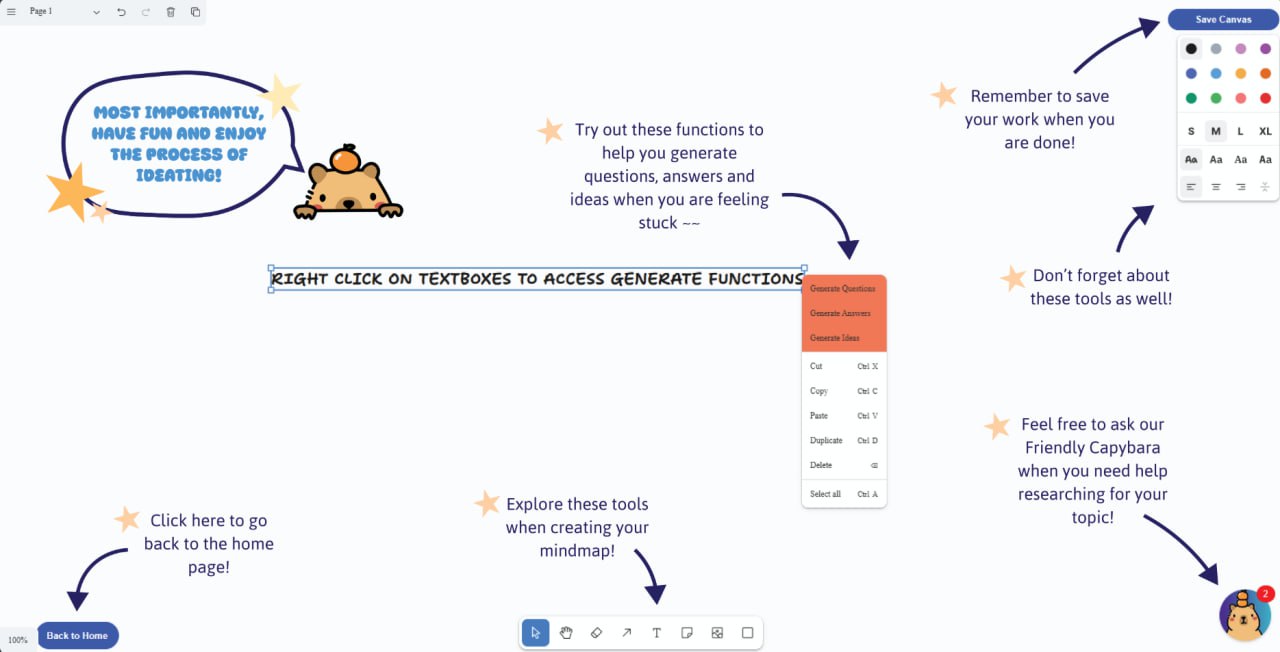 Page 1
Save Canvas
MOST IMPORTANTLY,
HAVE FUN AND ENJOY
THE PROCESS OF
IDEATING!
Try out these functions to
help you generate
questions, answers and
ideas when you are feeling
stuck ~~
Remember to save
your work when you
are done!
S M L XL
Aa Aa Aa Aa
Don't forget about
these tools as well!
RIGHT CLICK ON TEXTBOXES TO ACCESS GENERATE FUNCTIONS
Generate Questions
Generate Answers
Generate Ideas
Cut Ctrl X
Copy Ctrl C
Paste Ctrl V
Duplicate Ctrl D
Delete ⌫
Select all Ctrl A
Feel free to ask our
Friendly Capybara
when you need help
researching for your
topic!
Explore these tools
when creating your
mindmap!
Click here to go
back to the home
page!
2
100%
Back to Home
T